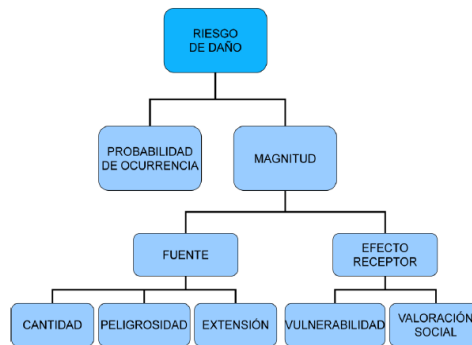 RIESGO
DE DAÑO
PROBABILIDAD
DE OCURRENCIA
MAGNITUD
FUENTE
EFECTO
RECEPTOR
CANTIDAD
PELIGROSIDAD
EXTENSIÓN
VULNERABILIDAD
VALORACIÓN
SOCIAL